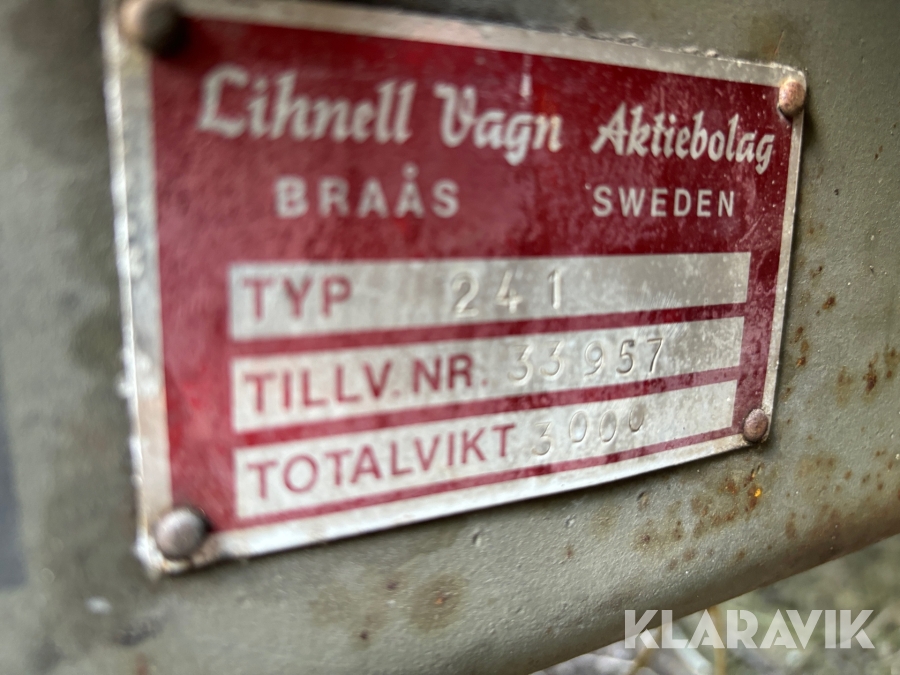 Lihnell Vagn Aktiebolag
BRAÅS SWEDEN
TYP 241
TILLV.NR. 33957
TOTALVIKT 3000
KLARAVIK